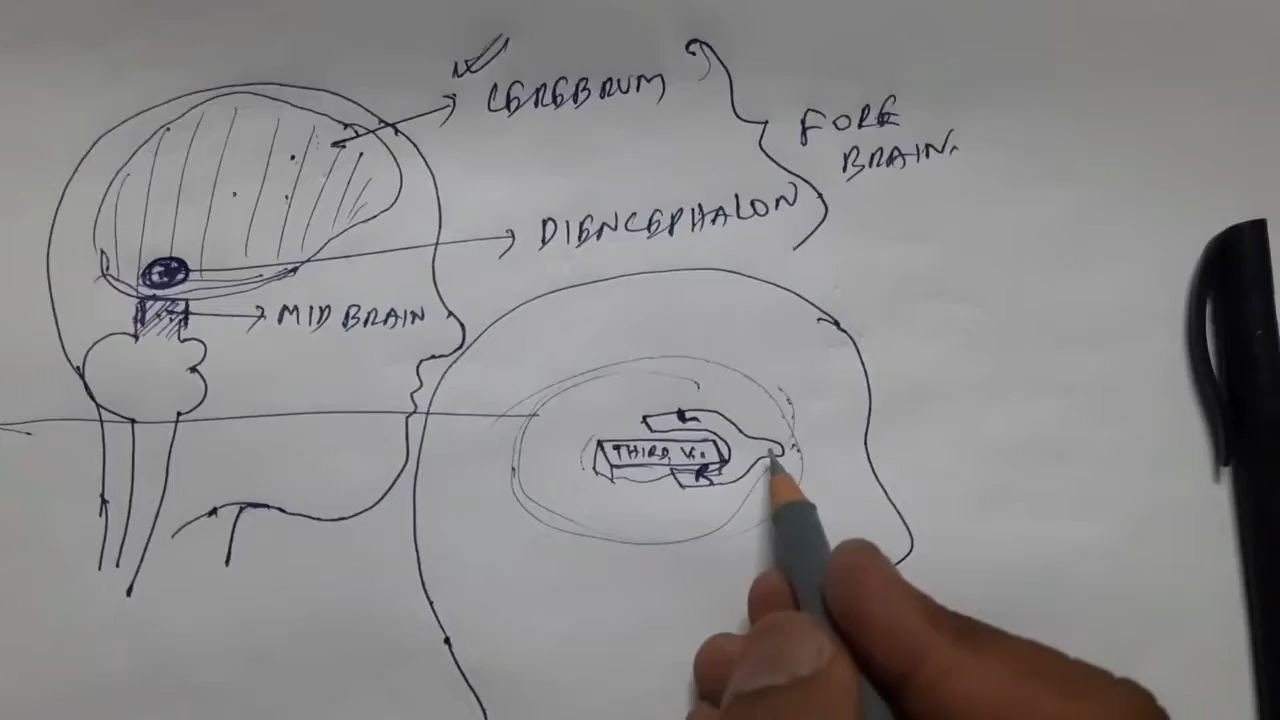 CEREBRUM
FORE
BRAIN.
DIENCEPHALON
MID BRAIN
L
THIRD V.
R